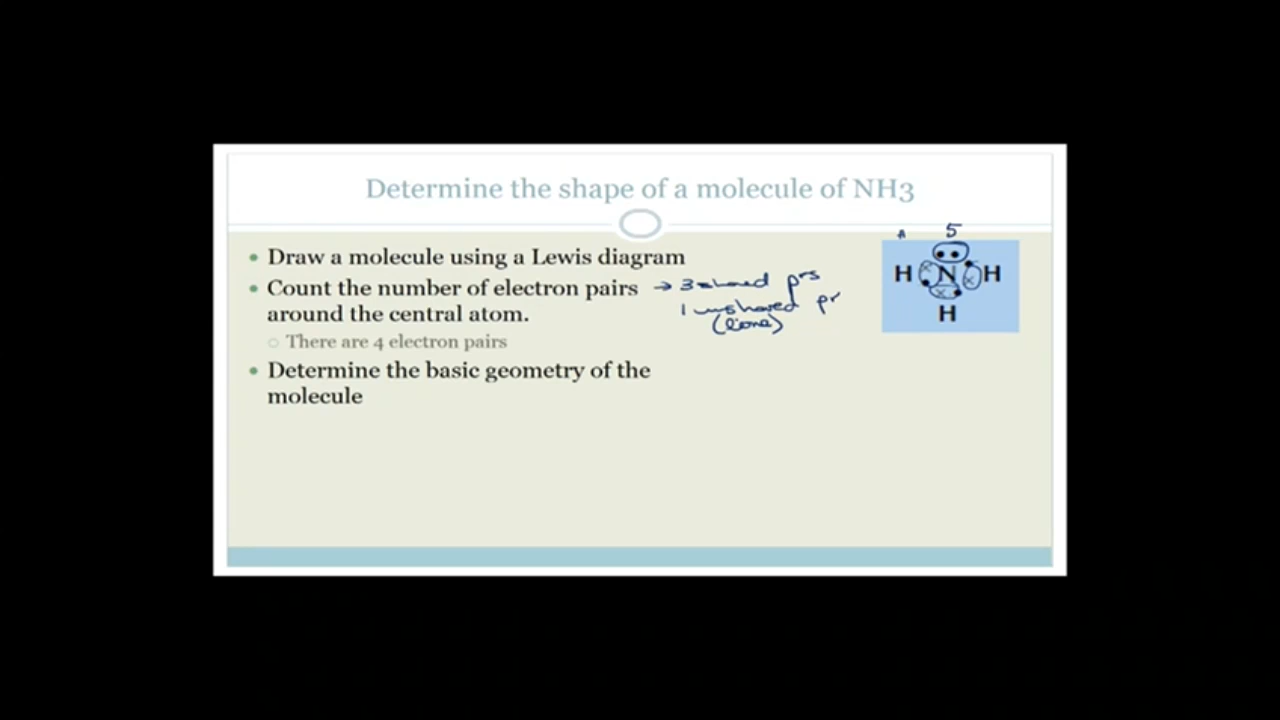 Determine the shape of a molecule of NH3
Draw a molecule using a Lewis diagram
Count the number of electron pairs → 3 shared prs
around the central atom.
1 unshared pr
(lone)
There are 4 electron pairs
Determine the basic geometry of the
molecule
5
H N H
H